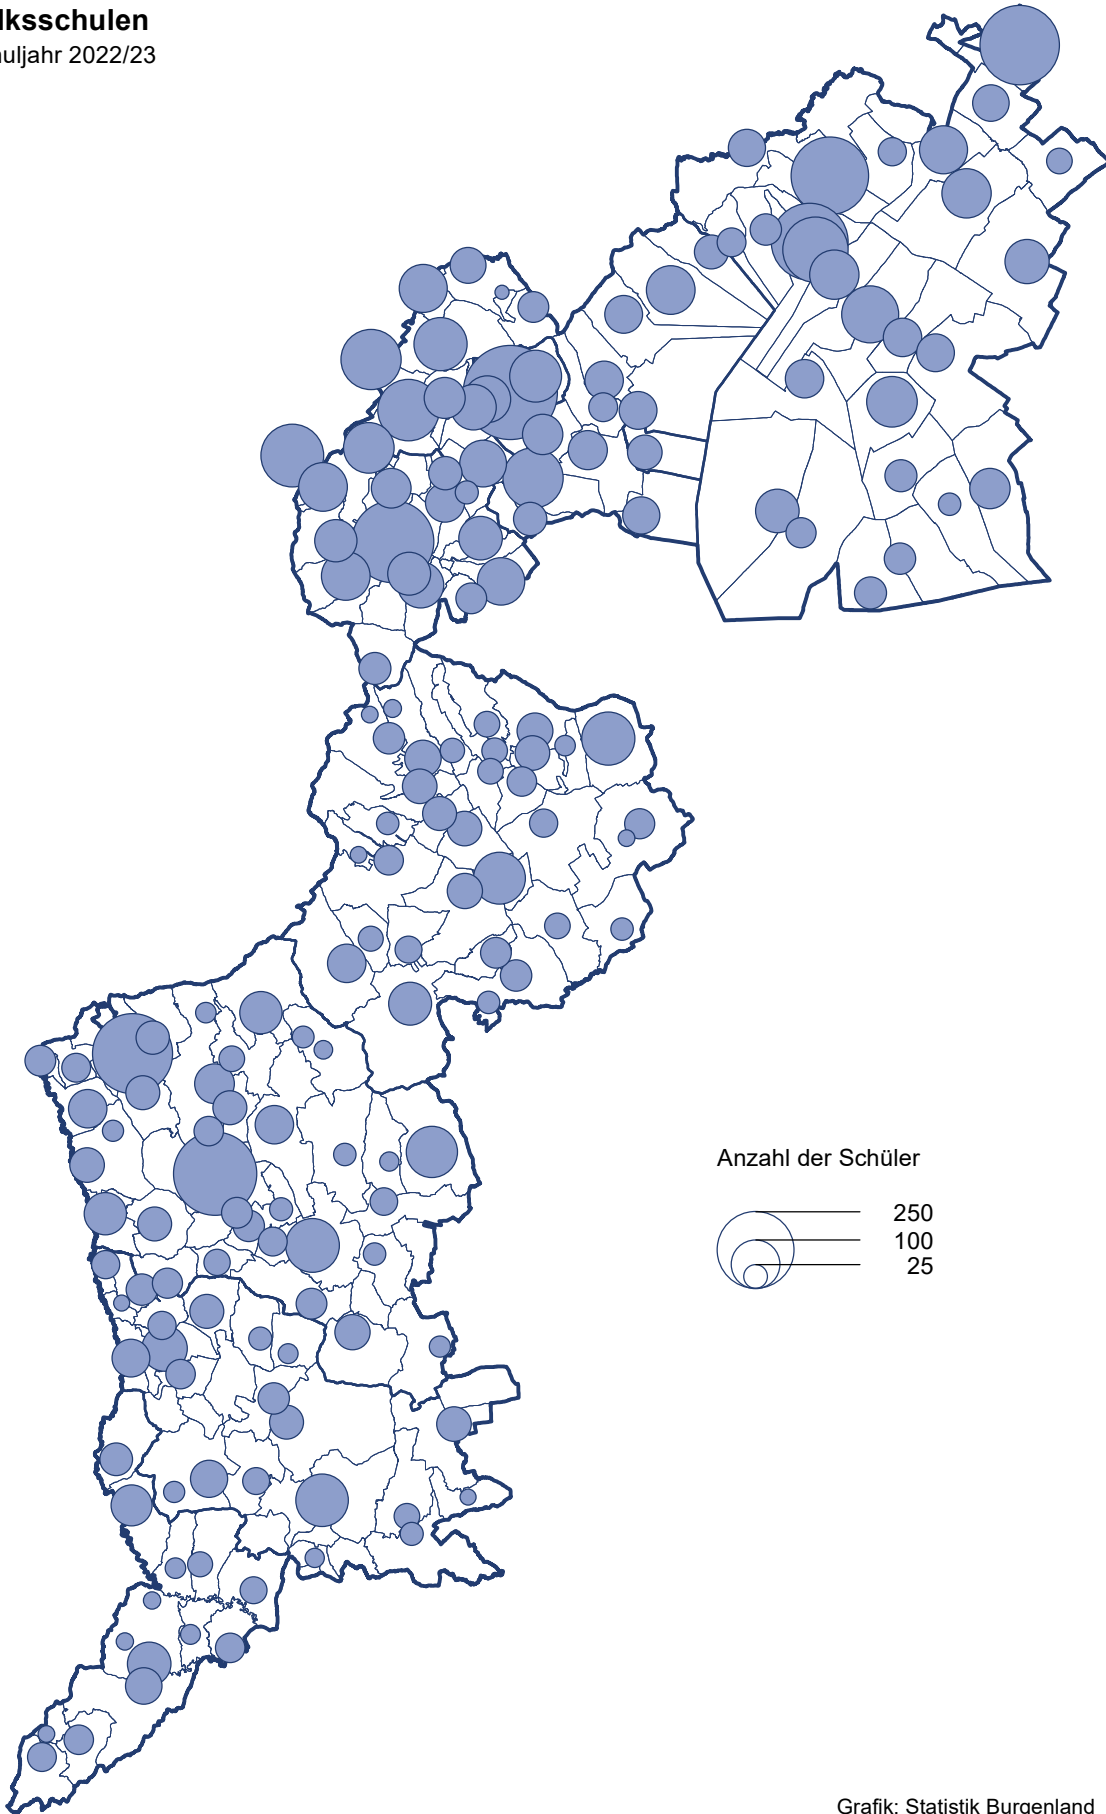 lksschulen
uljahr 2022/23
Anzahl der Schüler
250
100
25
Grafik: Statistik Burgenland